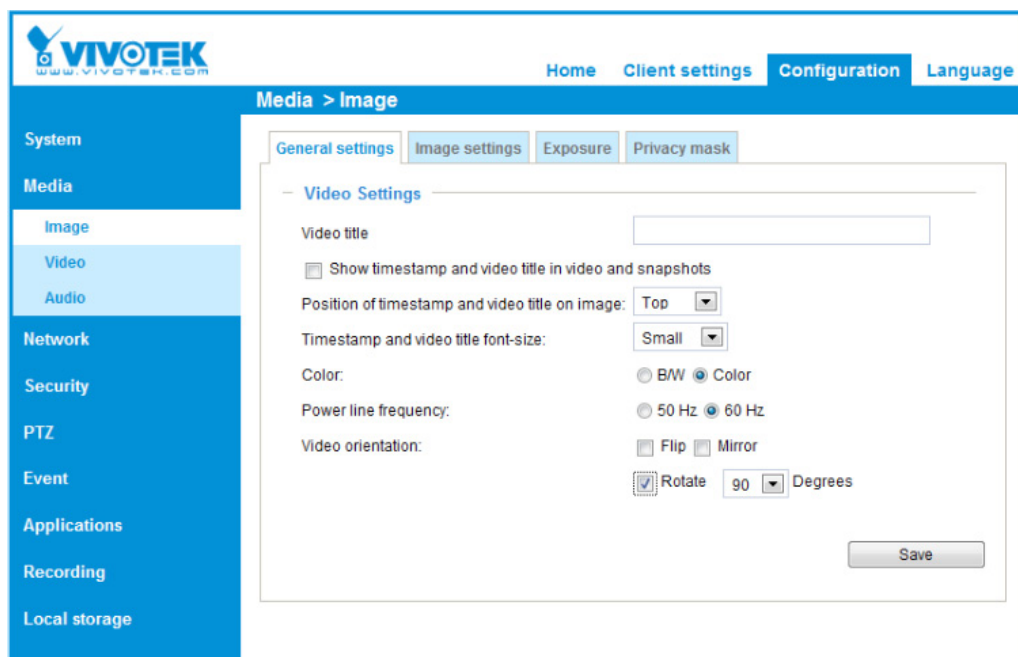 VIVOTEK
www.vivotek.com
Home Client settings Configuration Language
Media > Image
System
Media
Image
Video
Audio
Network
Security
PTZ
Event
Applications
Recording
Local storage
General settings Image settings Exposure Privacy mask
Video Settings
Video title
Show timestamp and video title in video and snapshots
Position of timestamp and video title on image: Top
Timestamp and video title font-size: Small
Color: B/W Color
Power line frequency: 50 Hz 60 Hz
Video orientation: Flip Mirror
Rotate 90 Degrees
Save